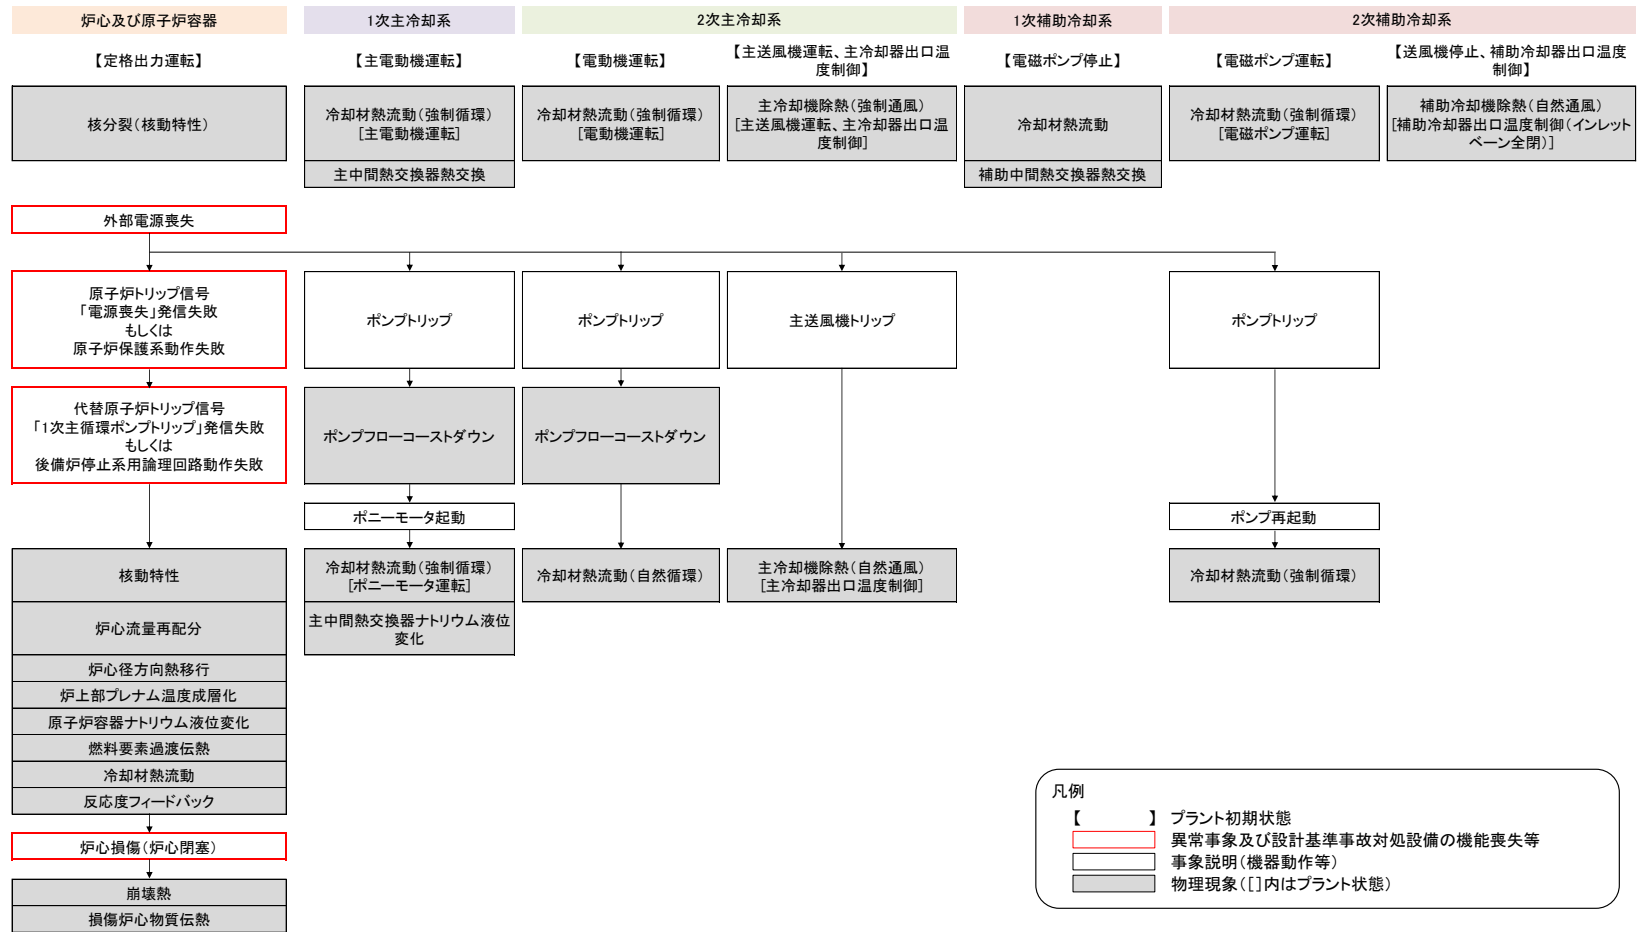 炉心及び原子炉容器
1次主冷却系
2次主冷却系
1次補助冷却系
2次補助冷却系
【定格出力運転】
【主電動機運転】
【電動機運転】
【主送風機運転、主冷却器出口温
度制御】
【電磁ポンプ停止】
【電磁ポンプ運転】
【送風機停止、補助冷却器出口温度
制御】
核分裂(核動特性)
冷却材熱流動(強制循環)
[主電動機運転]
冷却材熱流動(強制循環)
[電動機運転]
主冷却機除熱(強制通風)
[主送風機運転、主冷却器出口温
度制御]
冷却材熱流動
冷却材熱流動(強制循環)
[電磁ポンプ運転]
補助冷却機除熱(自然通風)
[補助冷却器出口温度制御(インレット
ベーン全閉)]
主中間熱交換器熱交換
補助中間熱交換器熱交換
外部電源喪失
原子炉トリップ信号
「電源喪失」発信失敗
もしくは
原子炉保護系動作失敗
ポンプトリップ
ポンプトリップ
主送風機トリップ
ポンプトリップ
代替原子炉トリップ信号
「1次主循環ポンプトリップ」発信失敗
もしくは
後備炉停止系用論理回路動作失敗
ポンプフローコーストダウン
ポンプフローコーストダウン
ポニーモータ起動
ポンプ再起動
核動特性
冷却材熱流動(強制循環)
[ポニーモータ運転]
冷却材熱流動(自然循環)
主冷却機除熱(自然通風)
[主冷却器出口温度制御]
冷却材熱流動(強制循環)
炉心流量再配分
主中間熱交換器ナトリウム液位
変化
炉心径方向熱移行
炉上部プレナム温度成層化
原子炉容器ナトリウム液位変化
燃料要素過渡伝熱
冷却材熱流動
反応度フィードバック
炉心損傷(炉心閉塞)
崩壊熱
損傷炉心物質伝熱
凡例
【 】 プラント初期状態
異常事象及び設計基準事故対処設備の機能喪失等
事象説明(機器動作等)
物理現象([]内はプラント状態)